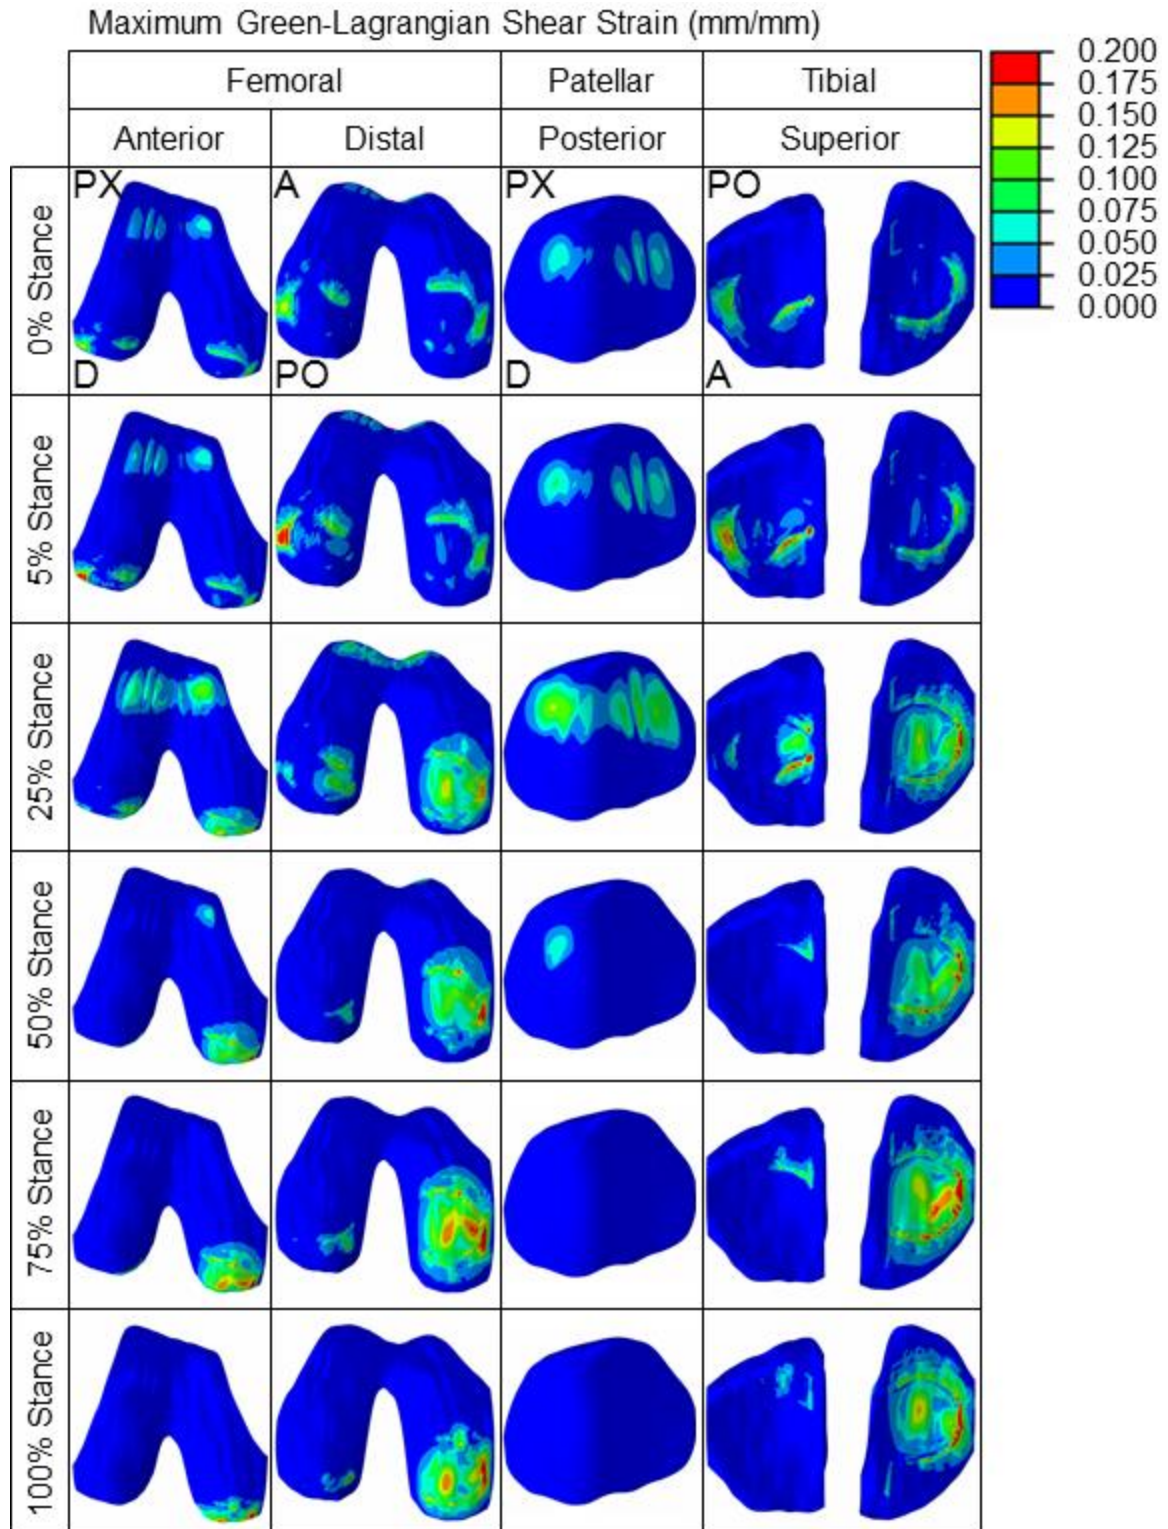 Maximum Green-Lagrangian Shear Strain (mm/mm)
Femoral Patellar Tibial
Anterior Distal Posterior Superior
0.200
0.175
0.150
0.125
0.100
0.075
0.050
0.025
0.000
0% Stance
PX A PX PO
D PO D A
5% Stance
25% Stance
50% Stance
75% Stance
100% Stance